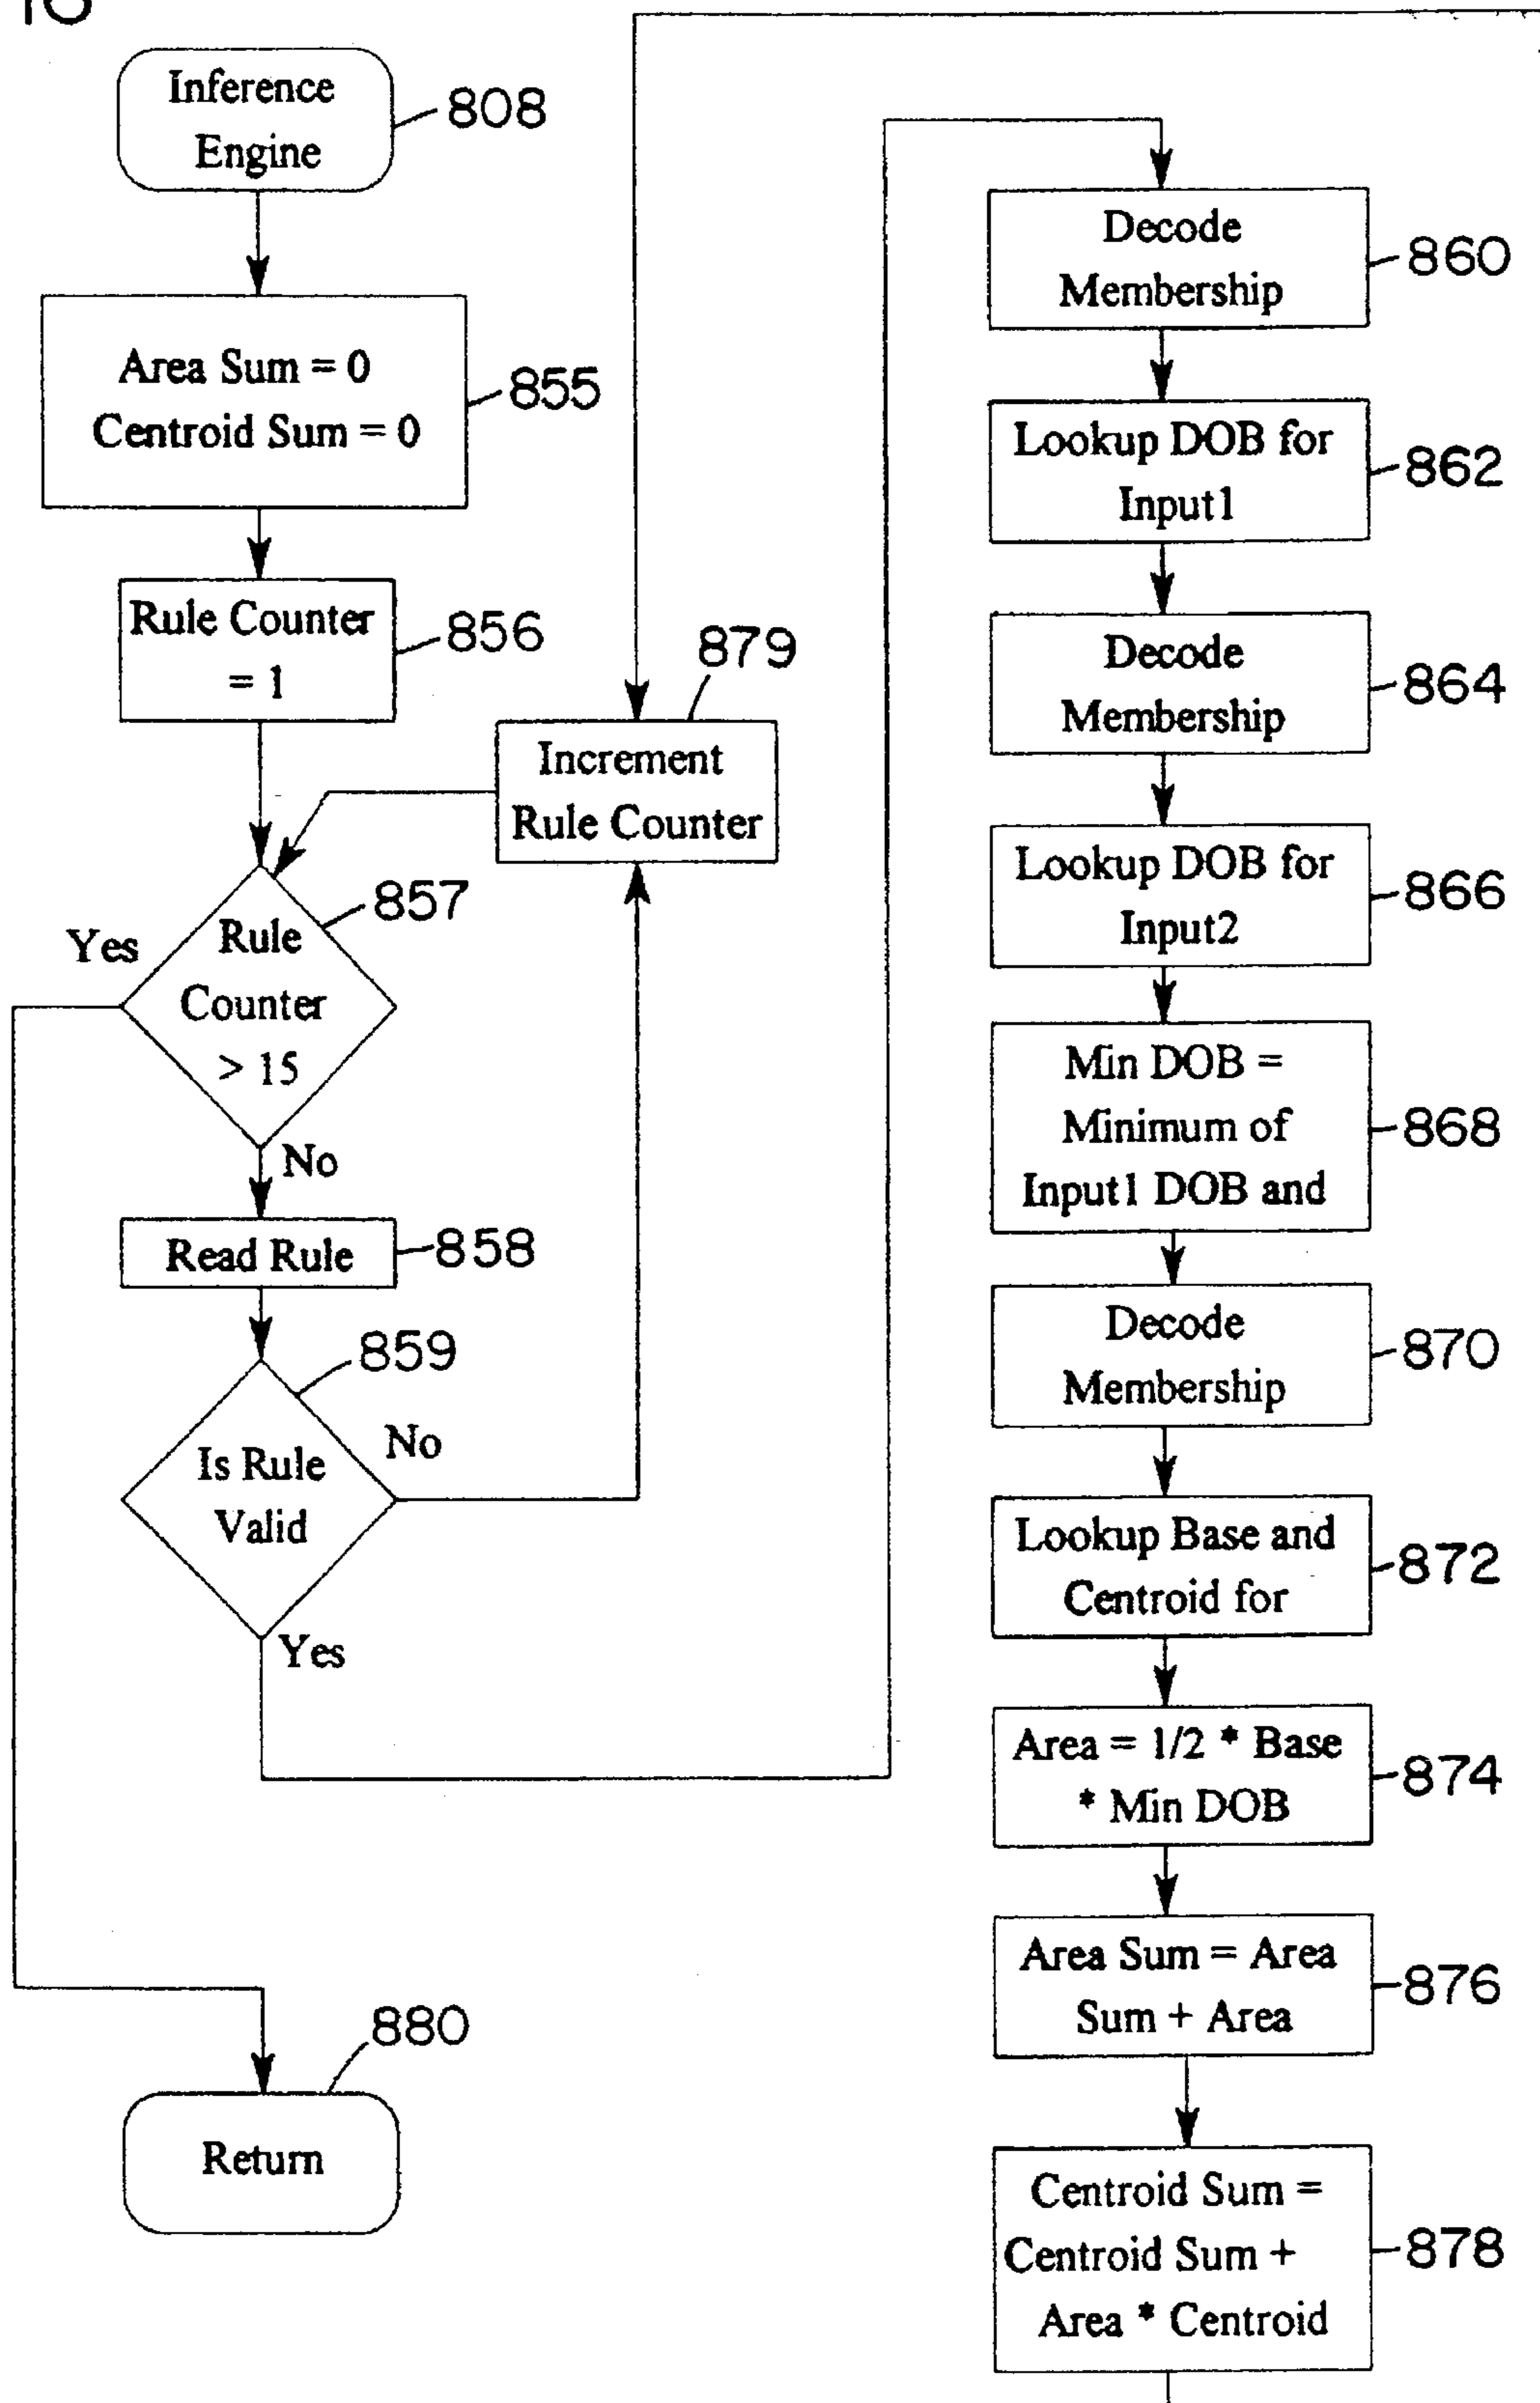 Inference
Engine
808
Area Sum = 0
Centroid Sum = 0
855
Rule Counter
= 1
856
879
Increment
Rule Counter
857
Yes
Rule
Counter
> 15
No
Read Rule
858
859
Is Rule
Valid
No
Yes
880
Return
Decode
Membership
860
Lookup DOB for
Input1
862
Decode
Membership
864
Lookup DOB for
Input2
866
Min DOB =
Minimum of
Input1 DOB and
868
Decode
Membership
870
Lookup Base and
Centroid for
872
Area = 1/2 * Base
* Min DOB
874
Area Sum = Area
Sum + Area
876
Centroid Sum =
Centroid Sum +
Area * Centroid
878